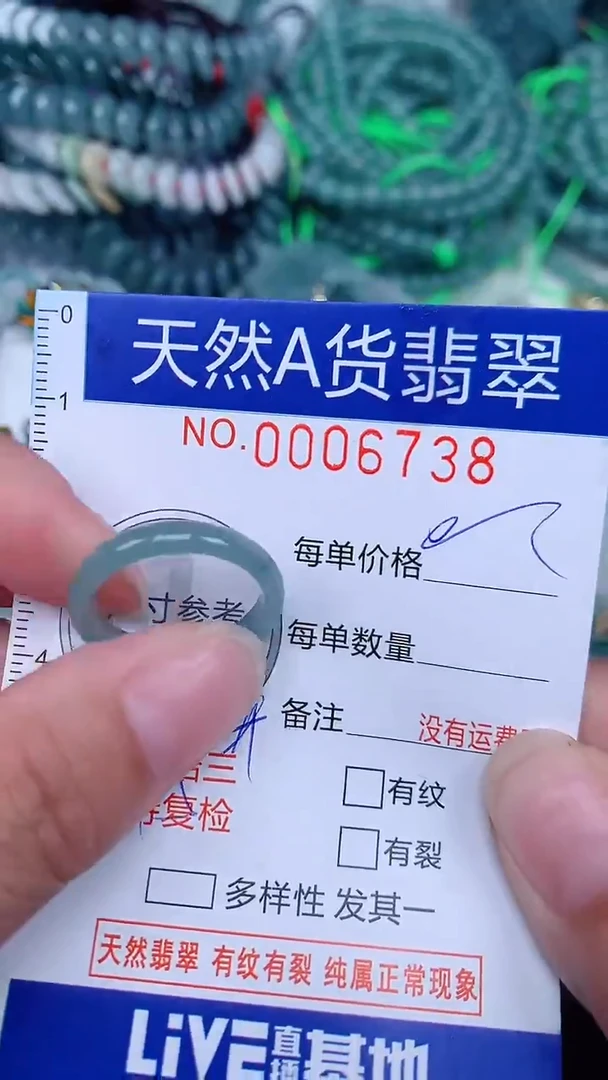 0
天然A货翡翠
1
NO.0006738
每单价格
寸参考
每单数量
4
备注 没有运费
后三
复检
有纹
有裂
多样性 发其一
天然翡翠 有纹有裂 纯属正常现象
LiVE直播基地